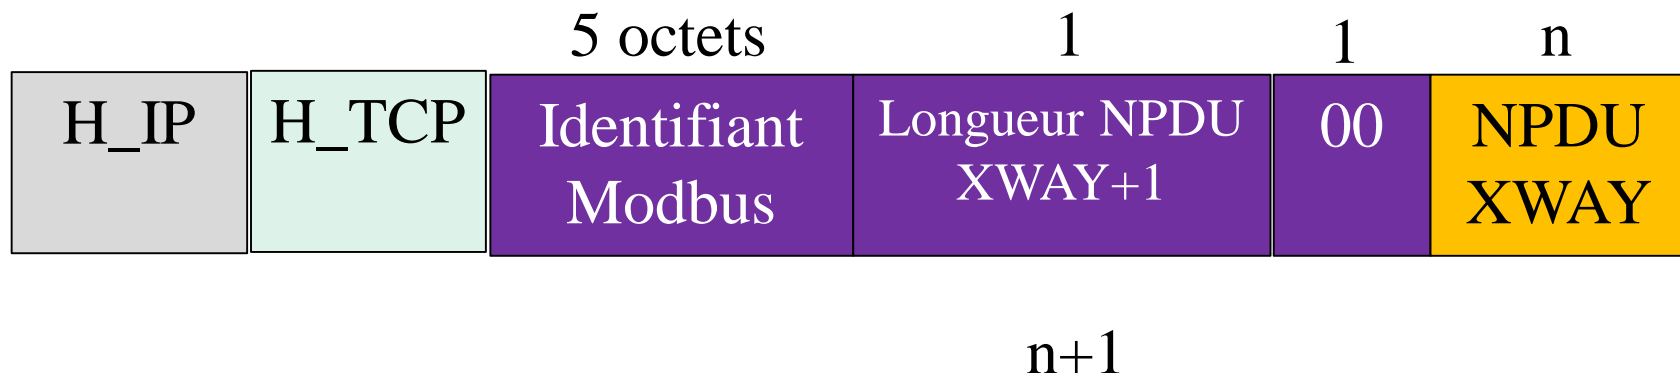 5 octets 1 1 n
H_IP H_TCP Identifiant Modbus Longueur NPDU XWAY+1 00 NPDU XWAY
n+1